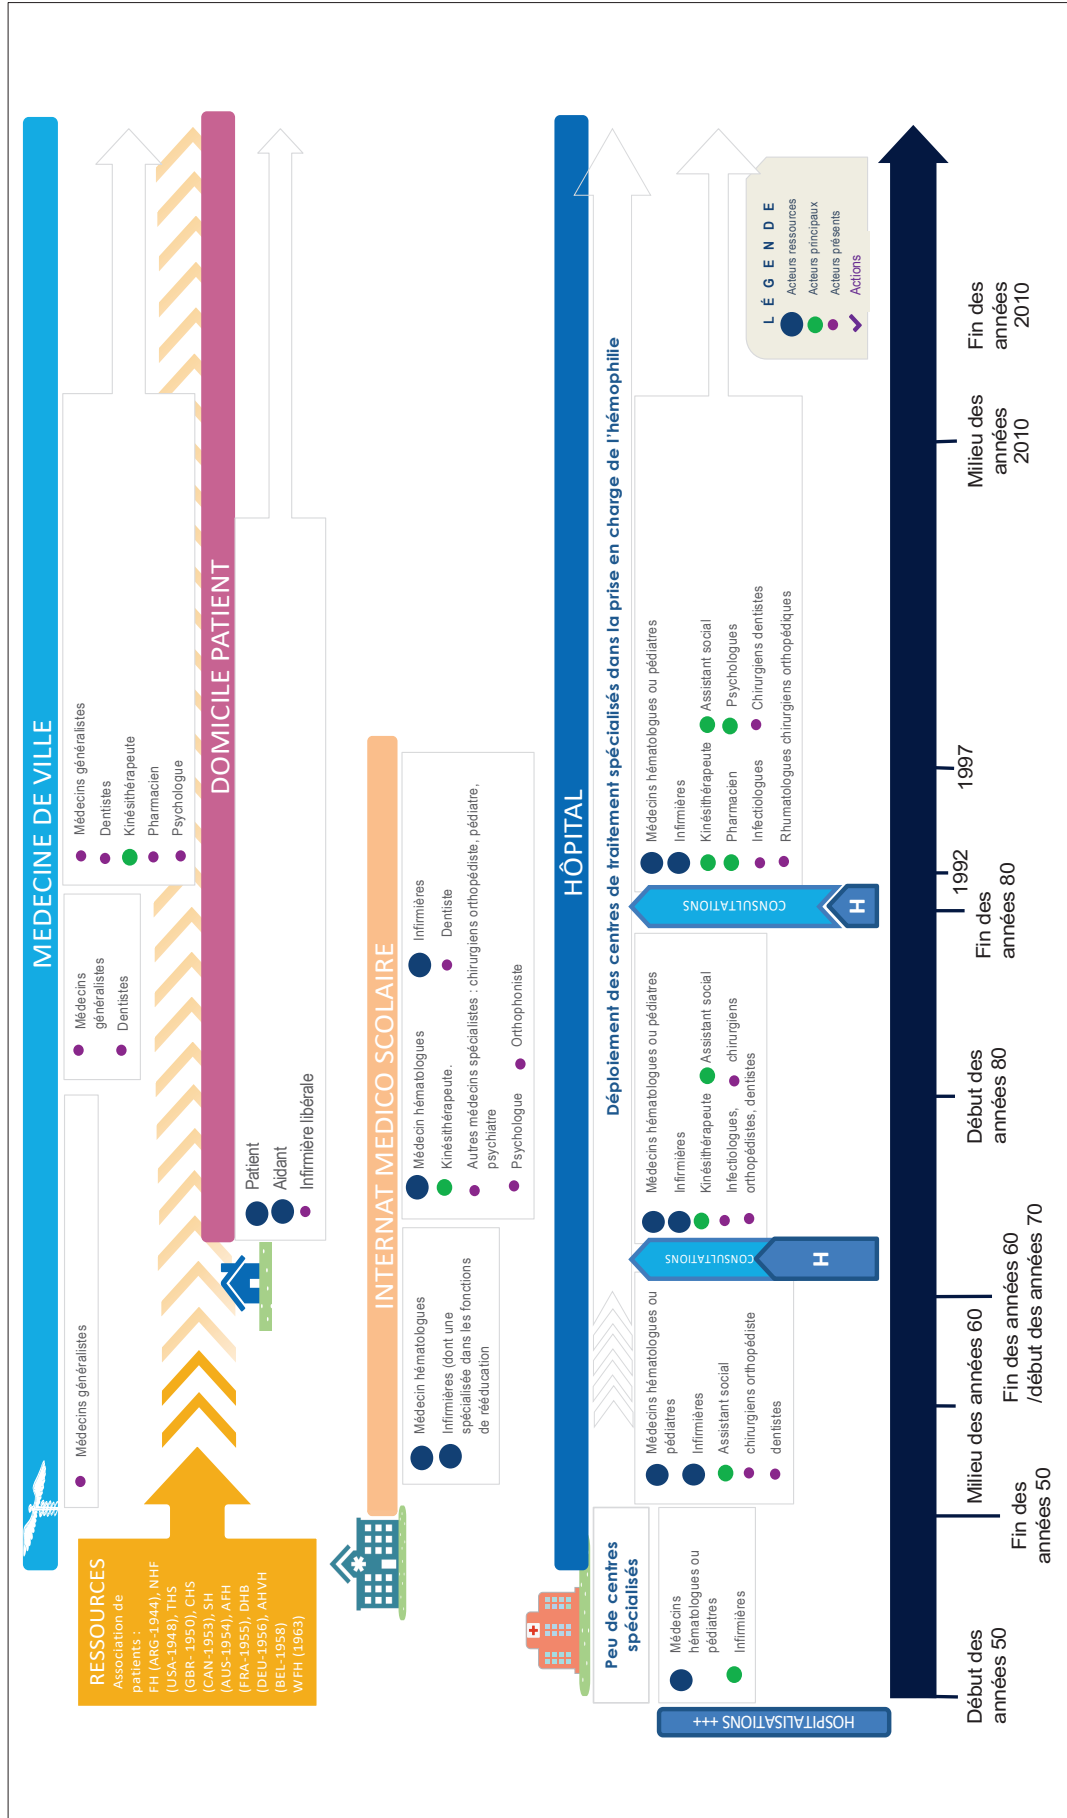 MEDECINE DE VILLE
Médecins généralistes
Médecins
généralistes
Dentistes
Médecins généralistes
Dentistes
Kinésithérapeute
Pharmacien
Psychologue
RESSOURCES
Association de
patients :
FH (ARG-1944), NHF
(USA-1948), THS
(GBR-1950), CHS
(CAN-1953), SH
(AUS-1954), AFH
(FRA-1955), DHB
(DEU-1956), AHVH
(BEL-1958)
WFH (1963)
DOMICILE PATIENT
Patient
Aidant
Infirmière libérale
INTERNAT MEDICO SCOLAIRE
Médecin hématologues
Infirmières (dont une
spécialisée dans les fonctions
de rééducation
Médecin hématologues
Infirmières
Kinésithérapeute.
Dentiste
Autres médecins spécialistes : chirurgiens orthopédiste, pédiatre,
psychiatre
Psychologue
Orthophoniste
HÔPITAL
Peu de centres
spécialisés
Déploiement des centres de traitement spécialisés dans la prise en charge de l'hémophilie
HOSPITALISATIONS +++
Médecins
hématologues ou
pédiatres
Infirmières
Médecins hématologues ou
pédiatres
Infirmières
Assistant social
chirurgiens orthopédiste
dentistes
CONSULTATIONS
H
Médecins hématologues ou pédiatres
Infirmières
Kinésithérapeute
Assistant social
Infectiologues,
chirurgiens
orthopédistes, dentistes
CONSULTATIONS
H
Médecins hématologues ou pédiatres
Infirmières
Kinésithérapeute
Assistant social
Pharmacien
Psychologues
Infectiologues
Chirurgiens dentistes
Rhumatologues chirurgiens orthopédiques
LÉGENDE
Acteurs ressources
Acteurs principaux
Acteurs présents
Actions
Début des
années 50
Fin des
années 50
Milieu des années 60
Fin des années 60
/début des années 70
Début des
années 80
Fin des
années 80
1992
1997
Milieu des
années
2010
Fin des
années
2010